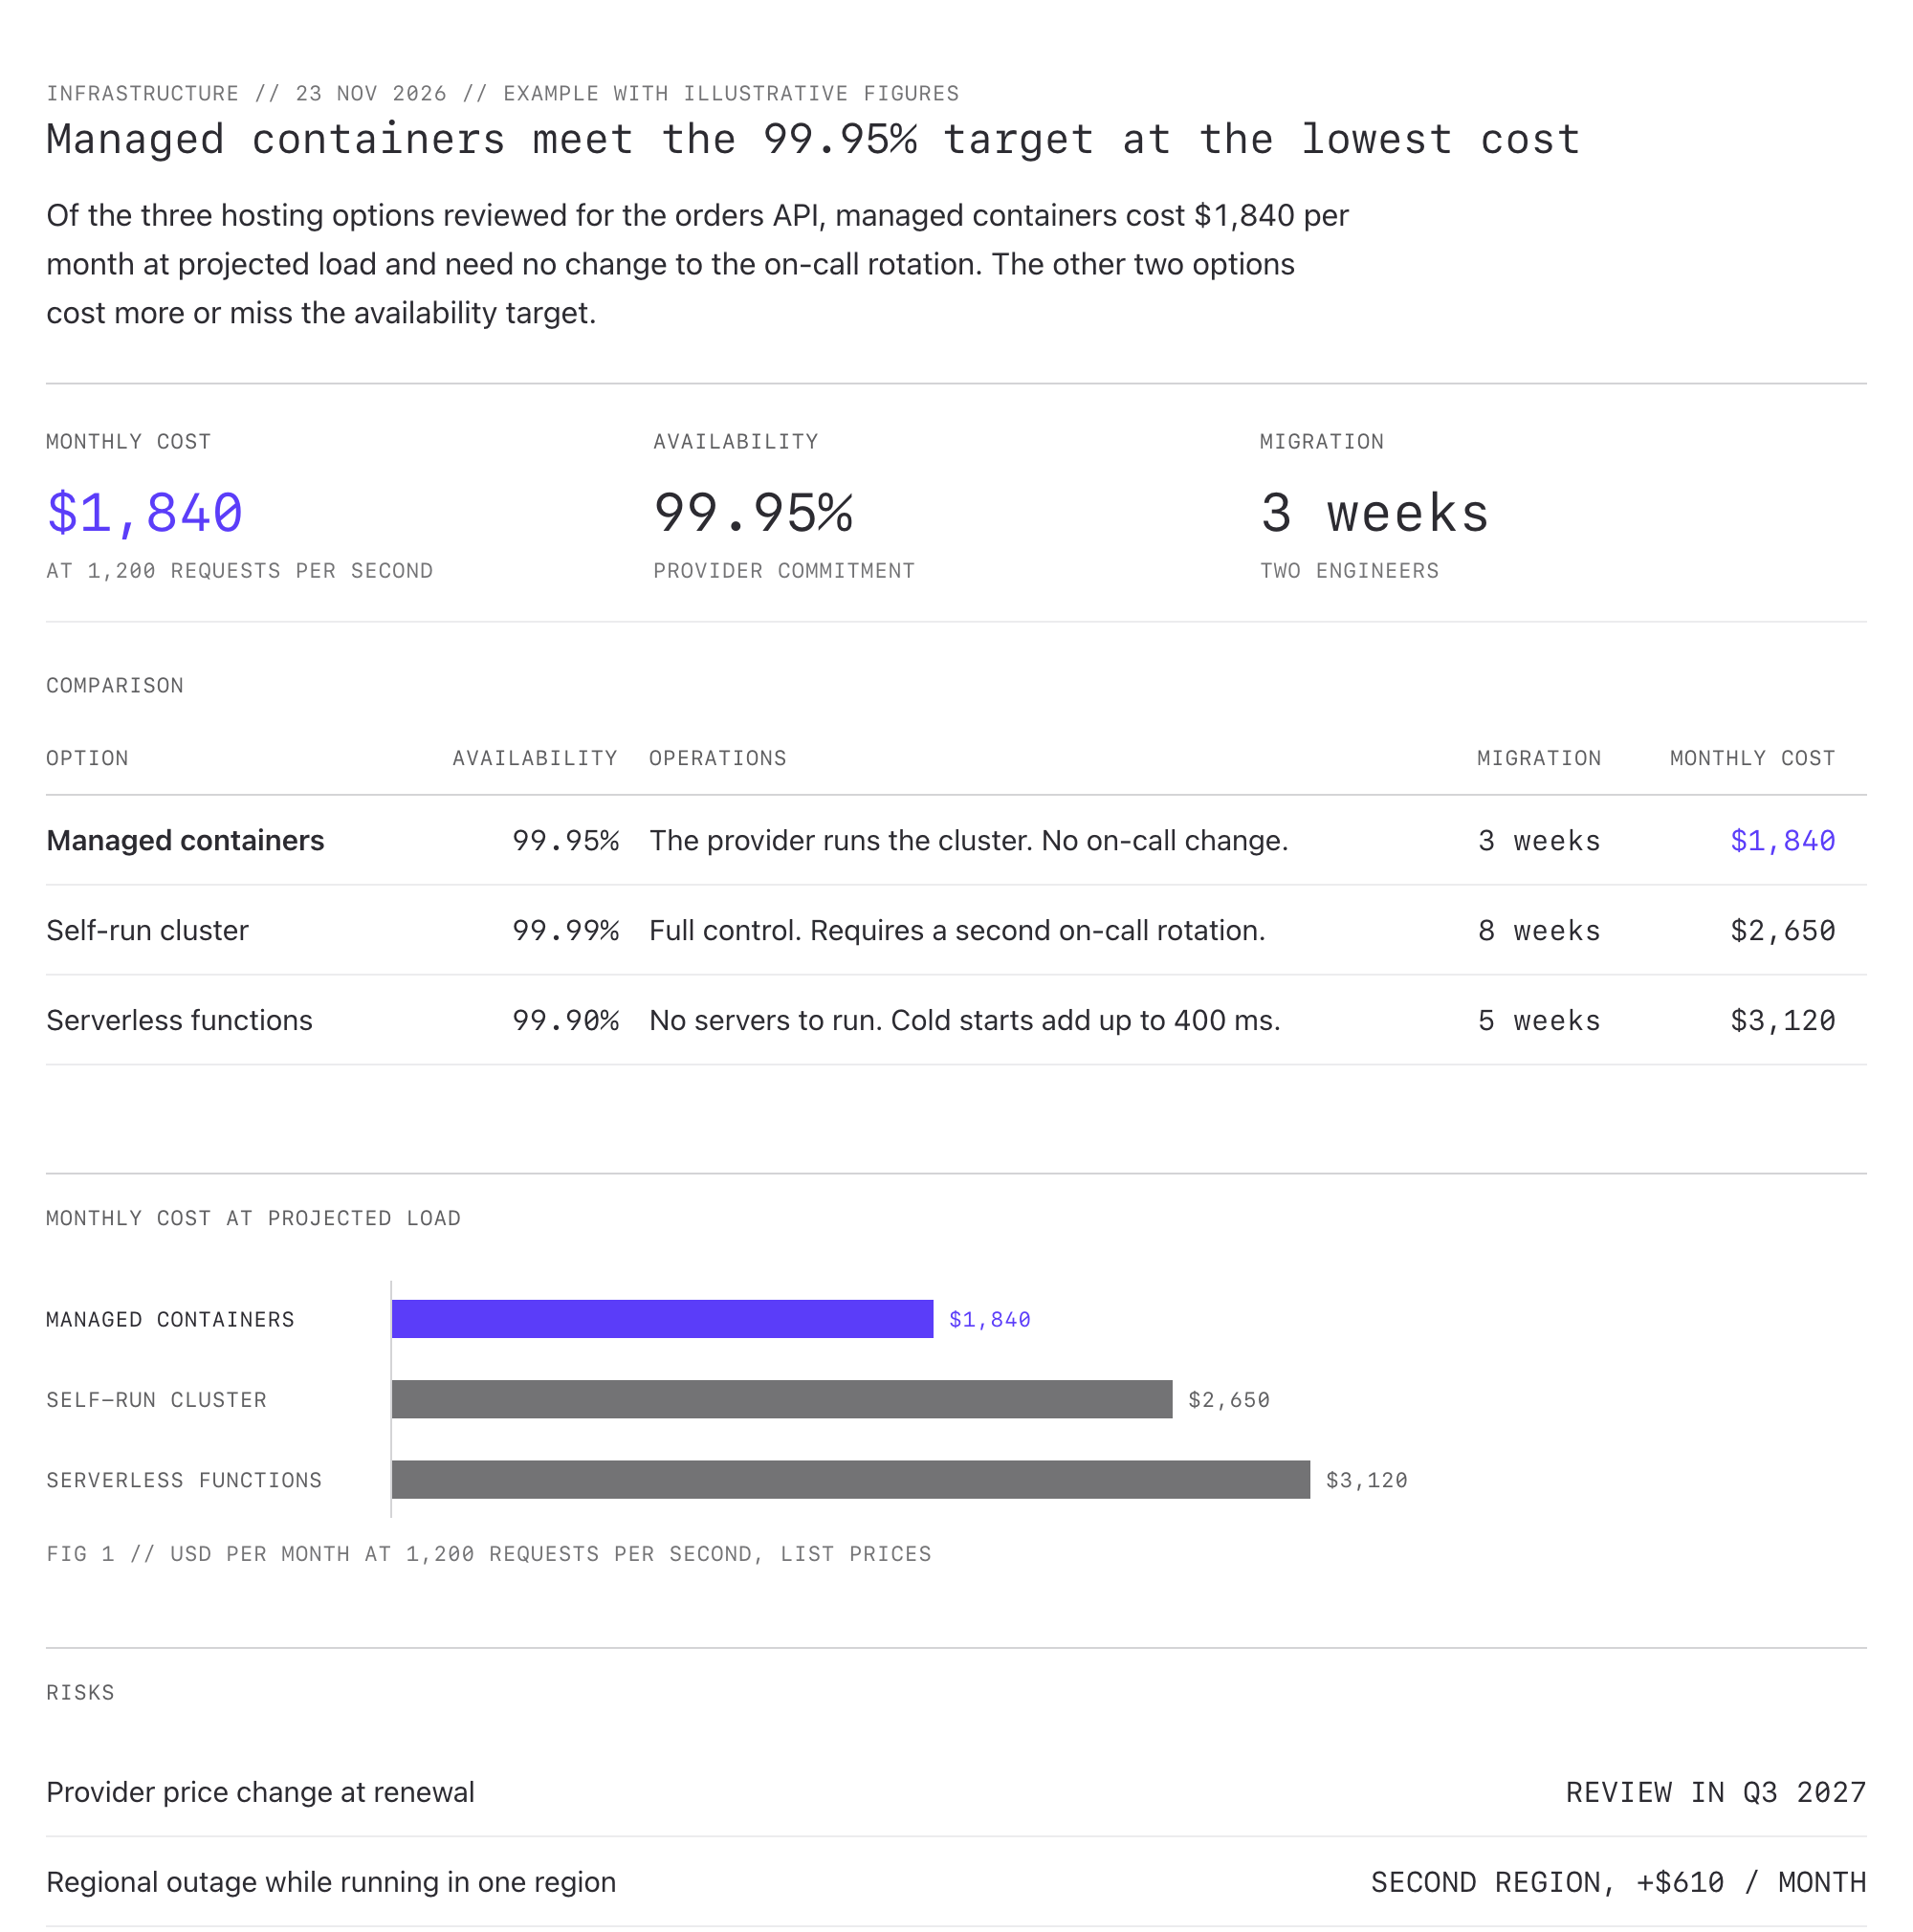 INFRASTRUCTURE // 23 NOV 2026 // EXAMPLE WITH ILLUSTRATIVE FIGURES
Managed containers meet the 99.95% target at the lowest cost
Of the three hosting options reviewed for the orders API, managed containers cost $1,840 per
month at projected load and need no change to the on-call rotation. The other two options
cost more or miss the availability target.
MONTHLY COST AVAILABILITY MIGRATION
$1,840 99.95% 3 weeks
AT 1,200 REQUESTS PER SECOND PROVIDER COMMITMENT TWO ENGINEERS
COMPARISON
OPTION AVAILABILITY OPERATIONS MIGRATION MONTHLY COST
Managed containers 99.95% The provider runs the cluster. No on-call change. 3 weeks $1,840
Self-run cluster 99.99% Full control. Requires a second on-call rotation. 8 weeks $2,650
Serverless functions 99.90% No servers to run. Cold starts add up to 400 ms. 5 weeks $3,120
MONTHLY COST AT PROJECTED LOAD
MANAGED CONTAINERS $1,840
SELF-RUN CLUSTER $2,650
SERVERLESS FUNCTIONS $3,120
FIG 1 // USD PER MONTH AT 1,200 REQUESTS PER SECOND, LIST PRICES
RISKS
Provider price change at renewal REVIEW IN Q3 2027
Regional outage while running in one region SECOND REGION, +$610 / MONTH